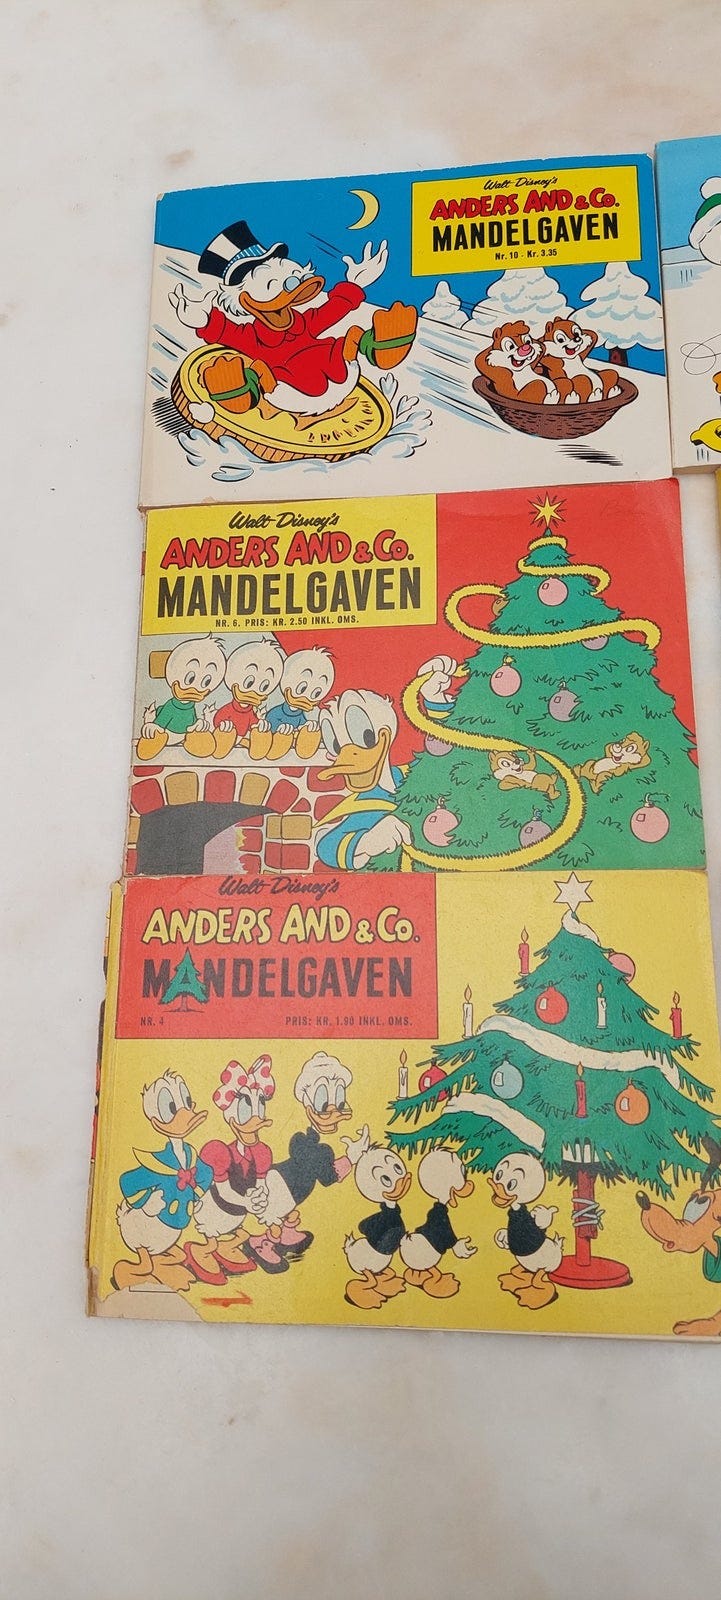 Walt Disney's
ANDERS AND & Co.
MANDELGAVEN
Nr. 10 - Kr. 3.35
Walt Disney's
ANDERS AND & Co.
MANDELGAVEN
NR. 6. PRIS: KR. 2.50 INKL. OMS.
Walt Disney's
ANDERS AND & Co.
MANDELGAVEN
NR. 4 PRIS: KR. 1.90 INKL. OMS.